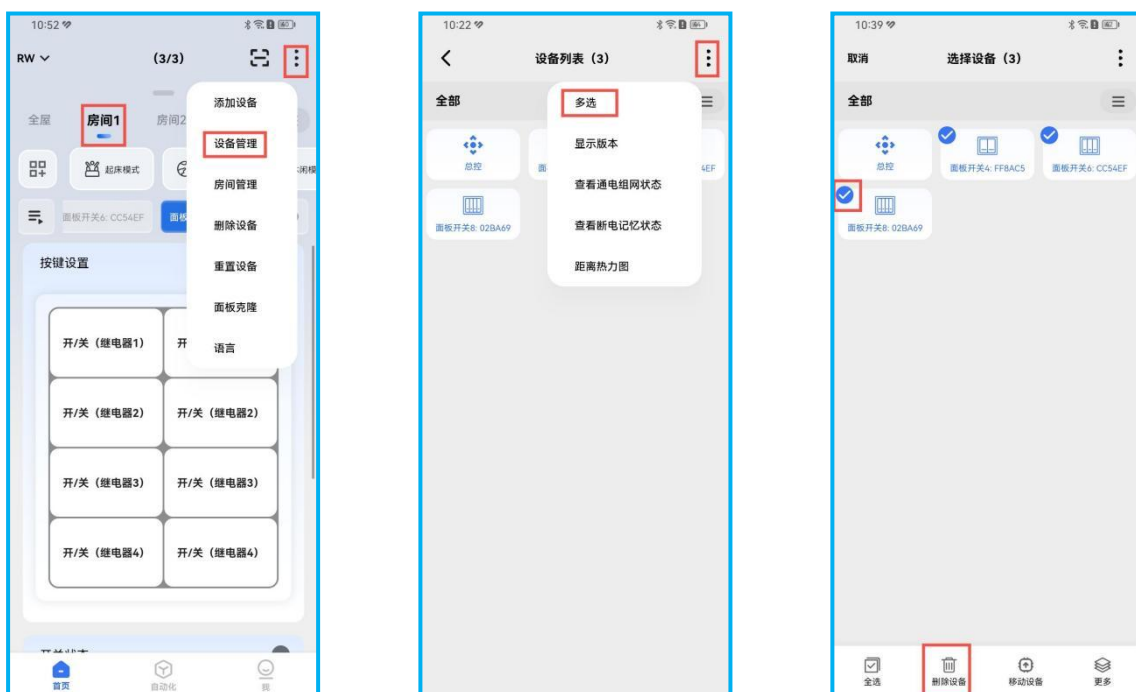 10:52
RW
(3/3)
添加设备
全屋
房间1
房间2
设备管理
起床模式
房间管理
面板开关6: CC54EF
面板
删除设备
按键设置
重置设备
面板克隆
开/关（继电器1）
开
语言
开/关（继电器2）
开/关（继电器2）
开/关（继电器3）
开/关（继电器3）
开/关（继电器4）
开/关（继电器4）
首页
自动化
我
10:22
设备列表（3）
全部
多选
显示版本
总控
面
4EF
查看通电组网状态
面板开关8: 02BA69
查看断电记忆状态
距离热力图
10:39
取消
选择设备（3）
全部
总控
面板开关4: FF8AC5
面板开关6: CC54EF
面板开关8: 02BA69
全选
删除设备
移动设备
更多